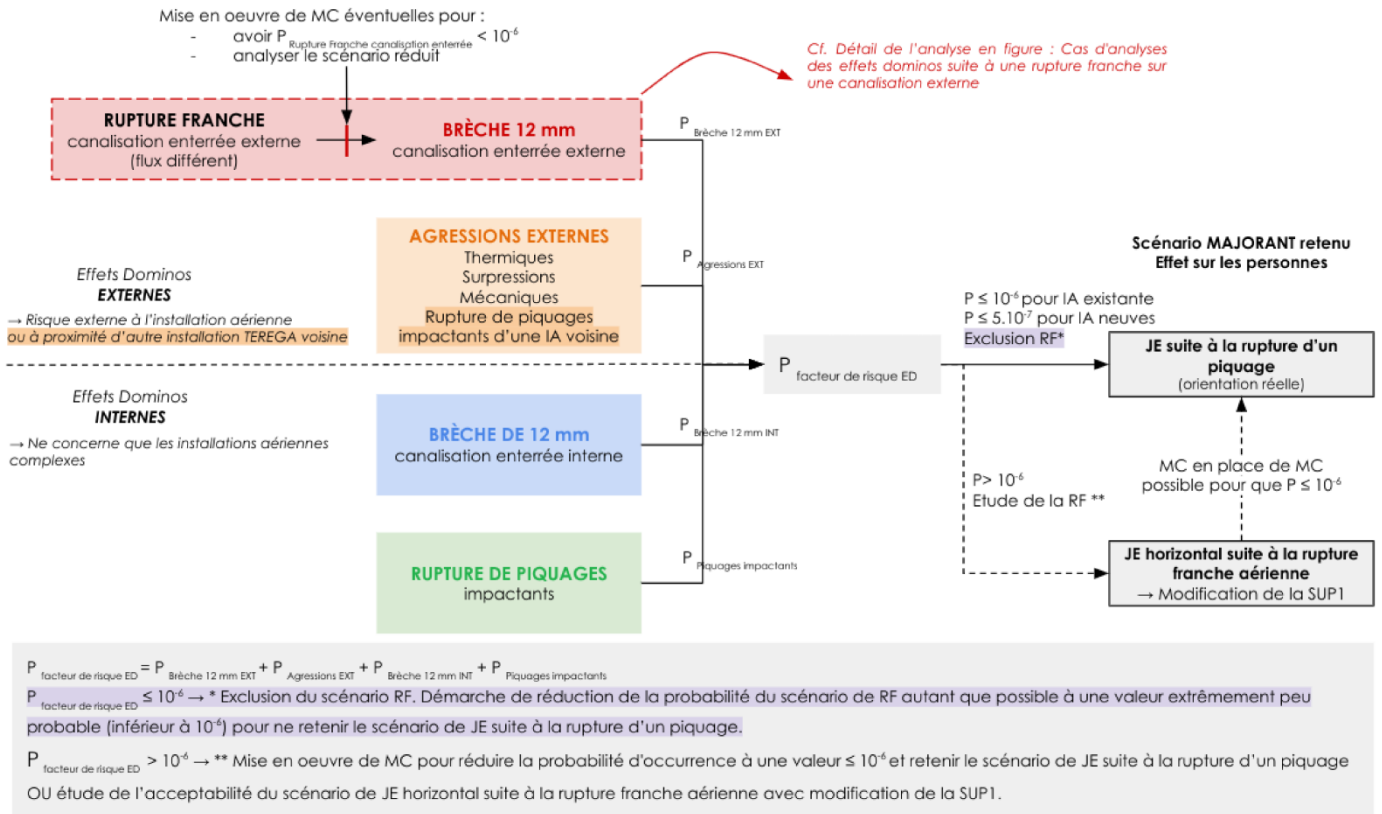 Mise en oeuvre de MC éventuelles pour :
- avoir P Rupture Franche canalisation enterrée < 10⁻⁶
- analyser le scénario réduit
Cf. Détail de l'analyse en figure : Cas d'analyses
des effets dominos suite à une rupture franche sur
une canalisation externe
RUPTURE FRANCHE
canalisation enterrée externe
(flux différent)
BRÈCHE 12 mm
canalisation enterrée externe
P Brèche 12 mm EXT
AGRESSIONS EXTERNES
Thermiques
Surpressions
Mécaniques
Rupture de piquages
impactants d'une IA voisine
P Agressions EXT
Effets Dominos
EXTERNES
→ Risque externe à l'installation aérienne
ou à proximité d'autre installation TEREGA voisine
Effets Dominos
INTERNES
→ Ne concerne que les installations aériennes
complexes
BRÈCHE DE 12 mm
canalisation enterrée interne
P Brèche 12 mm INT
RUPTURE DE PIQUAGES
impactants
P Piquages impactants
P facteur de risque ED
P ≤ 10⁻⁶ pour IA existante
P ≤ 5.10⁻⁷ pour IA neuves
Exclusion RF*
P> 10⁻⁶
Etude de la RF **
Scénario MAJORANT retenu
Effet sur les personnes
JE suite à la rupture d'un
piquage
(orientation réelle)
MC en place de MC
possible pour que P ≤ 10⁻⁶
JE horizontal suite à la rupture
franche aérienne
→ Modification de la SUP1
P facteur de risque ED = P Brèche 12 mm EXT + P Agressions EXT + P Brèche 12 mm INT + P Piquages impactants
P facteur de risque ED ≤ 10⁻⁶ → * Exclusion du scénario RF. Démarche de réduction de la probabilité du scénario de RF autant que possible à une valeur extrêmement peu
probable (inférieur à 10⁻⁶) pour ne retenir le scénario de JE suite à la rupture d'un piquage.
P facteur de risque ED > 10⁻⁶ → ** Mise en oeuvre de MC pour réduire la probabilité d'occurrence à une valeur ≤ 10⁻⁶ et retenir le scénario de JE suite à la rupture d'un piquage
OU étude de l'acceptabilité du scénario de JE horizontal suite à la rupture franche aérienne avec modification de la SUP1.